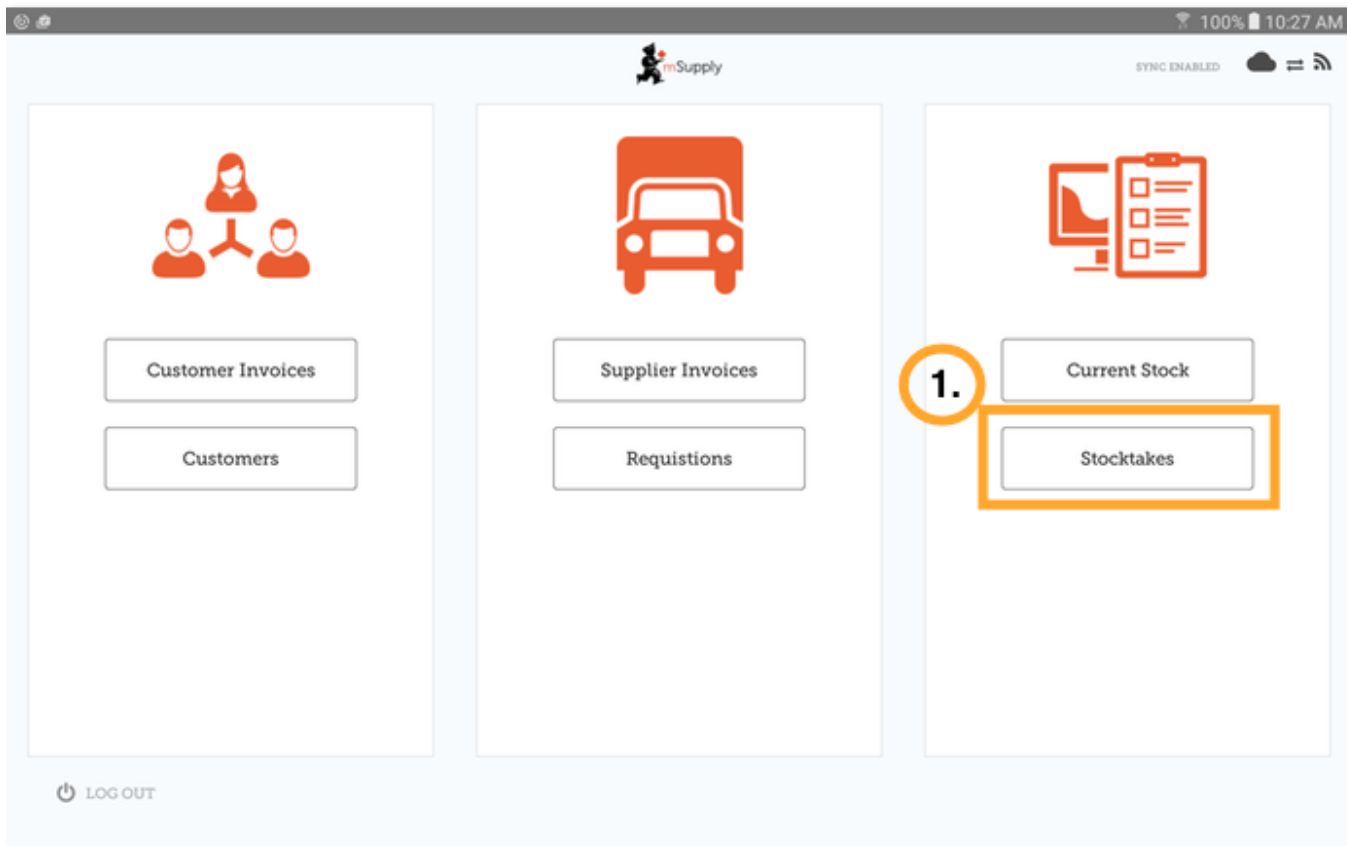 100% 10:27 AM
mSupply
SYNC ENABLED
Customer Invoices
Customers
Supplier Invoices
Requistions
1.
Current Stock
Stocktakes
LOG OUT